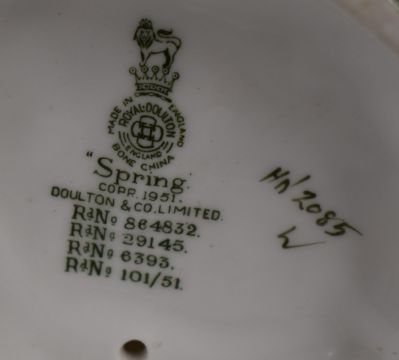 MADE IN ENGLAND
ROYAL·DOULTON
ENGLAND
BONE CHINA
"Spring.
COPR. 1951.
DOULTON & CO. LIMITED.
RdNo 864832.
RdNo 29145.
RdNo 6393.
RdNo 101/51.
HN/2085
W